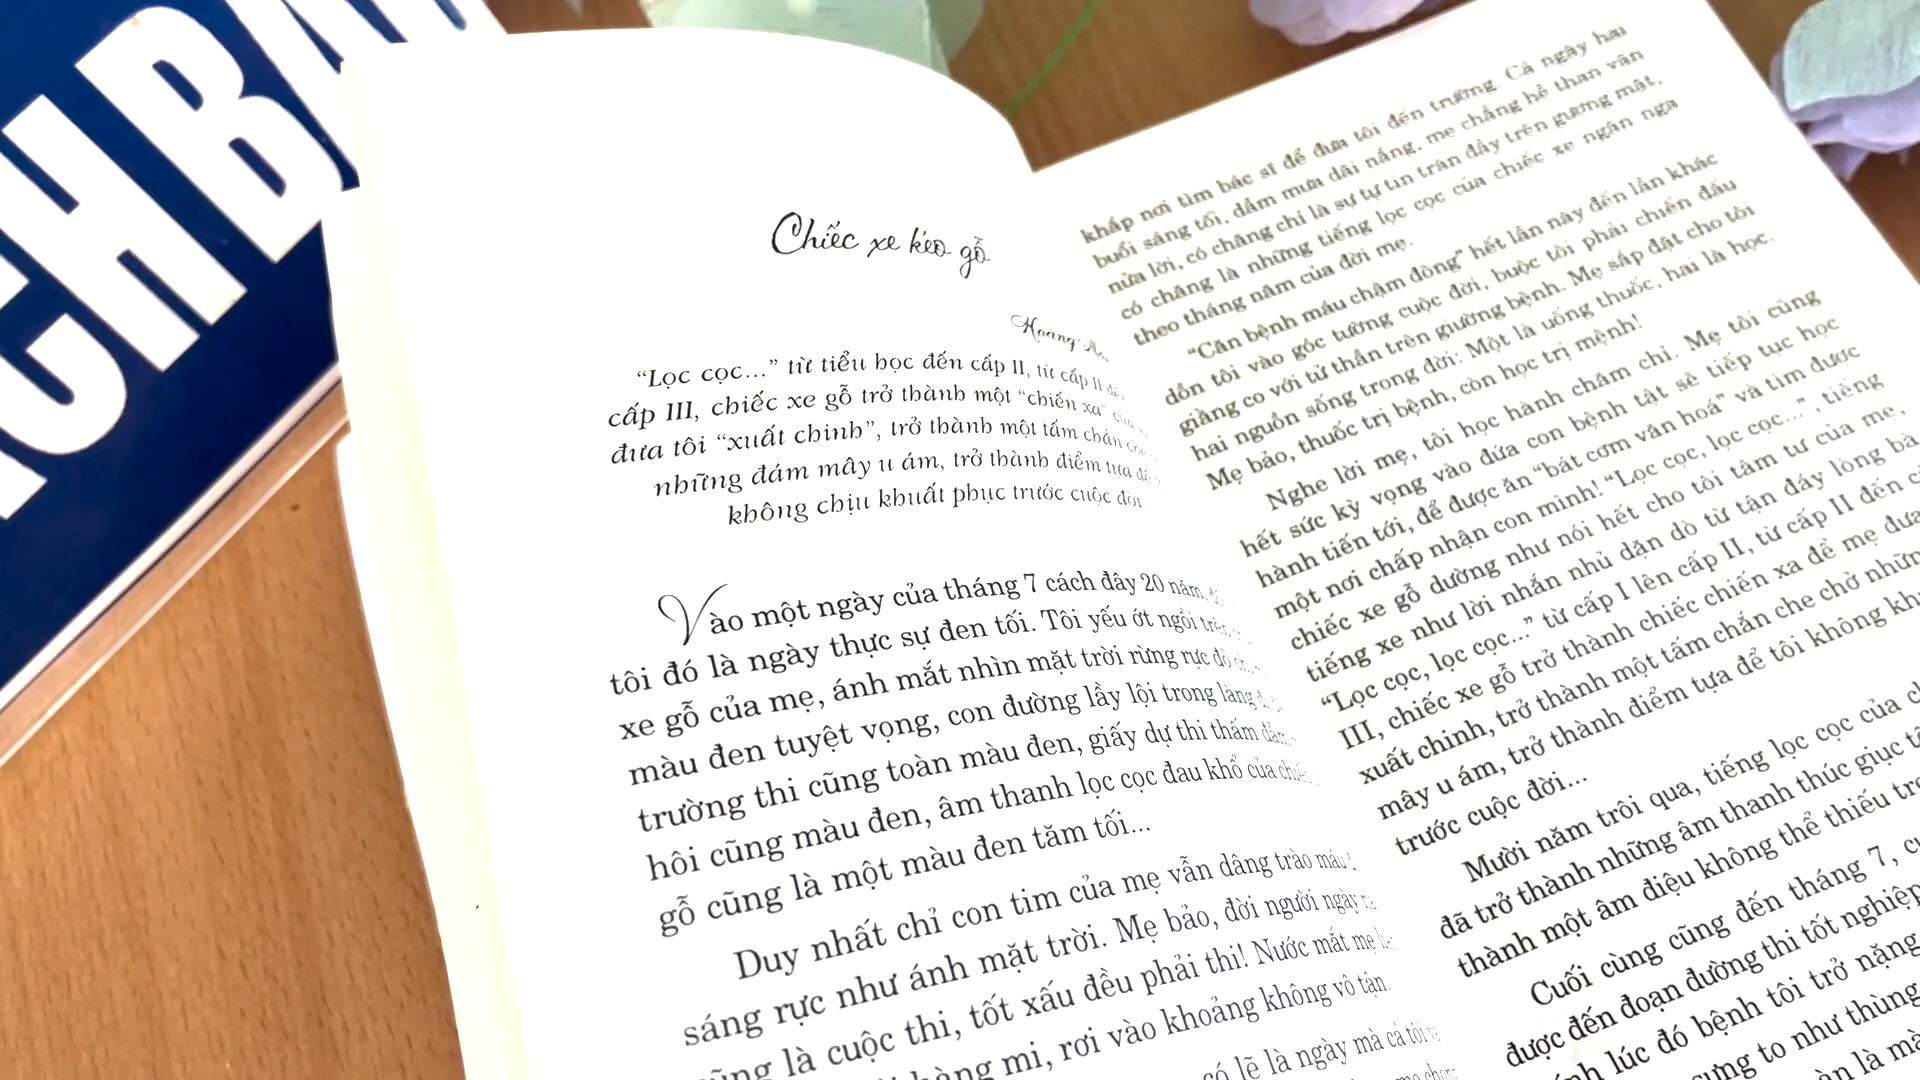 Chiếc xe kéo gỗ
Hoàng
“Lọc cọc...” từ tiểu học đến cấp II, từ cấp II
cấp III, chiếc xe gỗ trở thành một “chiến xa” của
đưa tôi “xuất chinh”, trở thành một tấm chắn
những đám mây u ám, trở thành điểm tựa để
không chịu khuất phục trước cuộc đời
Vào một ngày của tháng 7 cách đây 20 năm,
tôi đó là ngày thực sự đen tối. Tôi yếu ớt ngồi trên
xe gỗ của mẹ, ánh mắt nhìn mặt trời rừng rực đỏ
màu đen tuyệt vọng, con đường lầy lội trong làng
trường thi cũng toàn màu đen, giấy dự thi thấm đẫm
hôi cũng màu đen, âm thanh lọc cọc đau khổ của
gỗ cũng là một màu đen tăm tối...
Duy nhất chỉ con tim của mẹ vẫn dâng trào máu
sáng rực như ánh mặt trời. Mẹ bảo, đời người ngày
là cuộc thi, tốt xấu đều phải thi! Nước mắt mẹ
hàng mi, rơi vào khoảng không vô tận.
có lẽ là ngày mà cả tôi
khắp nơi tìm bác sĩ để đưa tôi đến trường. Cả ngày hai
buổi sáng tối, dầm mưa dãi nắng, mẹ chẳng hề than vãn
nửa lời, có chăng chỉ là sự tự tin tràn đầy trên gương mặt,
có chăng là những tiếng lọc cọc của chiếc xe ngân nga
theo tháng năm của đời mẹ.
“Căn bệnh máu chậm đông” hết lần này đến lần khác
dồn tôi vào góc tường cuộc đời, buộc tôi phải chiến đấu
giằng co với tử thần trên giường bệnh. Mẹ sắp đặt cho tôi
hai nguồn sống trong đời: Một là uống thuốc, hai là học.
Mẹ bảo, thuốc trị bệnh, còn học trị mệnh!
Nghe lời mẹ, tôi học hành chăm chỉ. Mẹ tôi cũng
hết sức kỳ vọng vào đứa con bệnh tật sẽ tiếp tục học
hành tiến tới, để được ăn “bát cơm văn hoá” và tìm được
một nơi chấp nhận con mình! “Lọc cọc, lọc cọc...”, tiếng
chiếc xe gỗ dường như nói hết cho tôi tâm tư của mẹ,
tiếng xe như lời nhắn nhủ dặn dò từ tận đáy lòng bà
“Lọc cọc, lọc cọc...” từ cấp I lên cấp II, từ cấp II đến
III, chiếc xe gỗ trở thành chiếc chiến xa để mẹ đưa
xuất chinh, trở thành một tấm chắn che chở những
mây u ám, trở thành điểm tựa để tôi không
trước cuộc đời...
Mười năm trôi qua, tiếng lọc cọc của
đã trở thành những âm thanh thúc giục
thành một âm điệu không thể thiếu
Cuối cùng cũng đến tháng 7,
được đến đoạn đường thi tốt nghiệp
lúc đó bệnh tôi trở nặng
sưng to như thùng
là